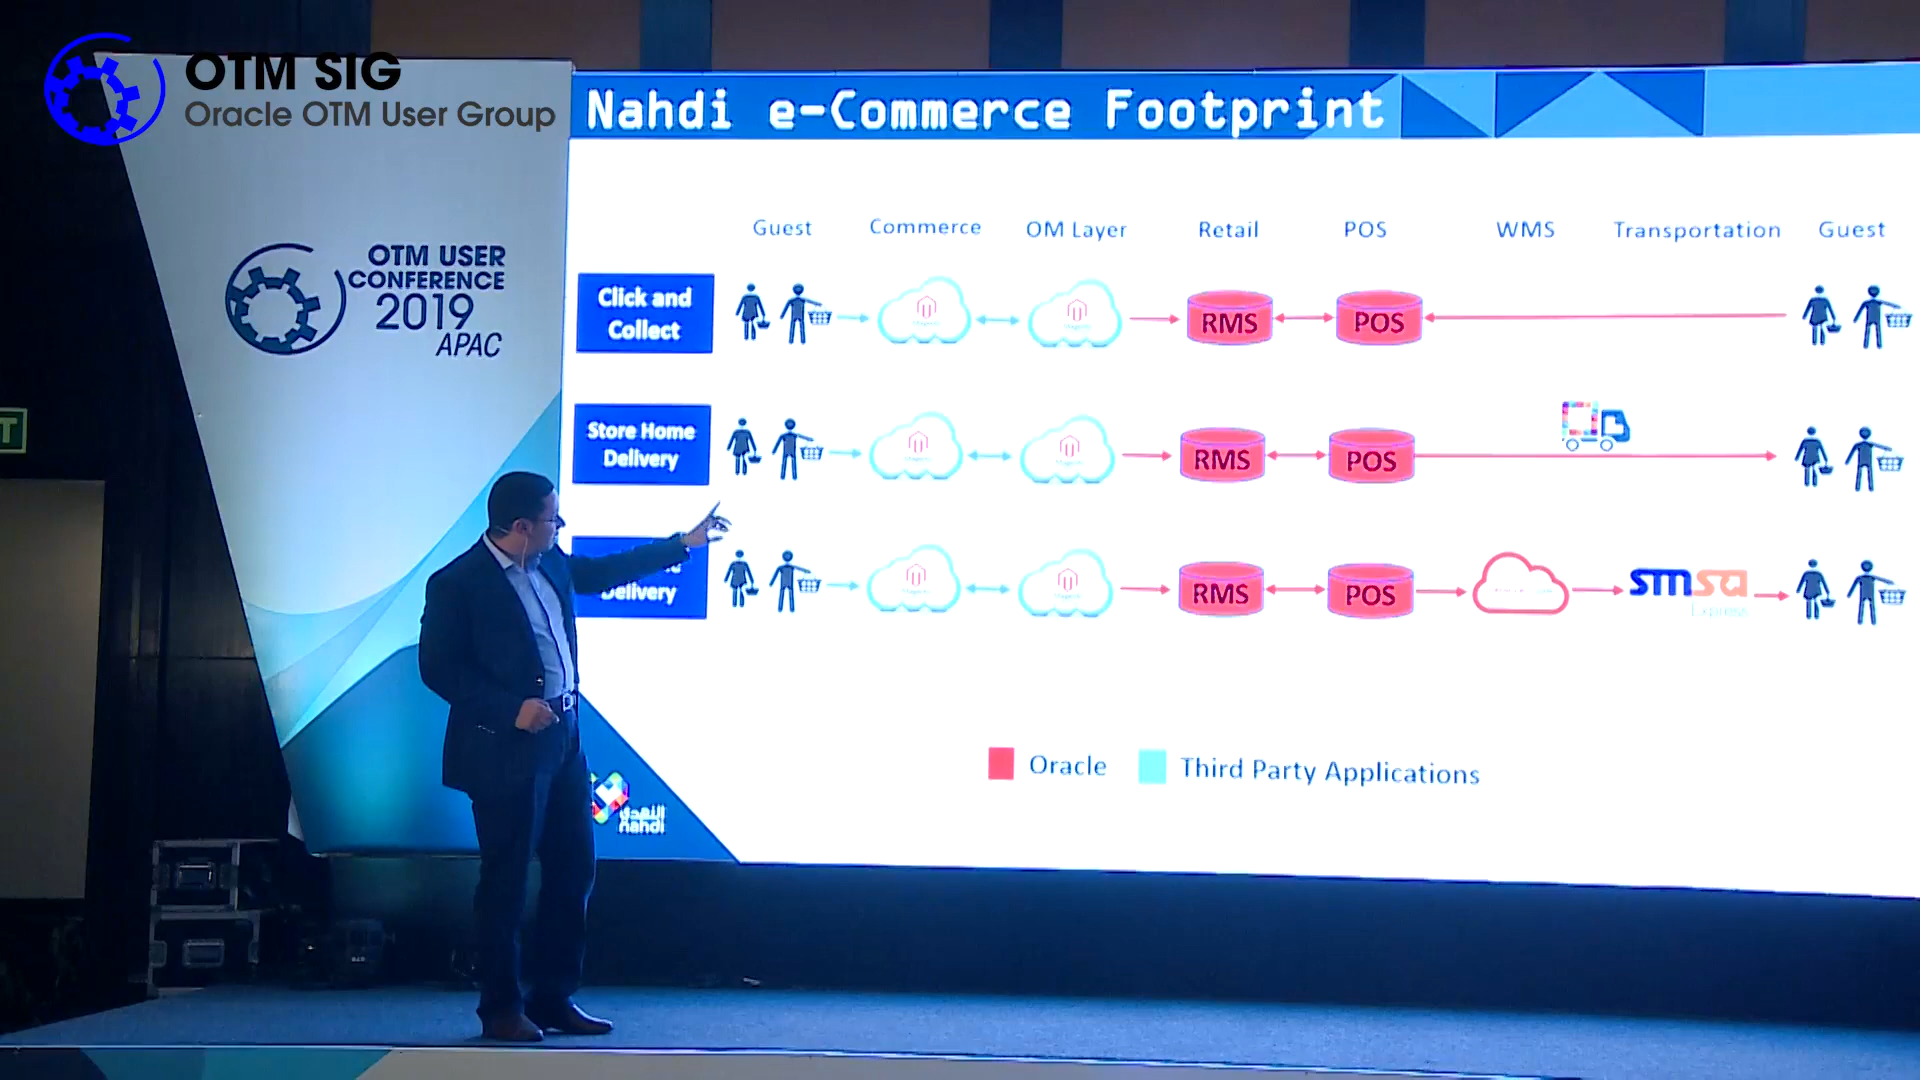 OTM SIG
Oracle OTM User Group
OTM USER
CONFERENCE
2019
APAC
T
Nahdi e-Commerce Footprint
Guest Commerce OM Layer Retail POS WMS Transportation Guest
Click and
Collect
RMS POS
Store Home
Delivery
RMS POS
Delivery
RMS POS
smsa
Express
Oracle Third Party Applications
النهدي
nahdi